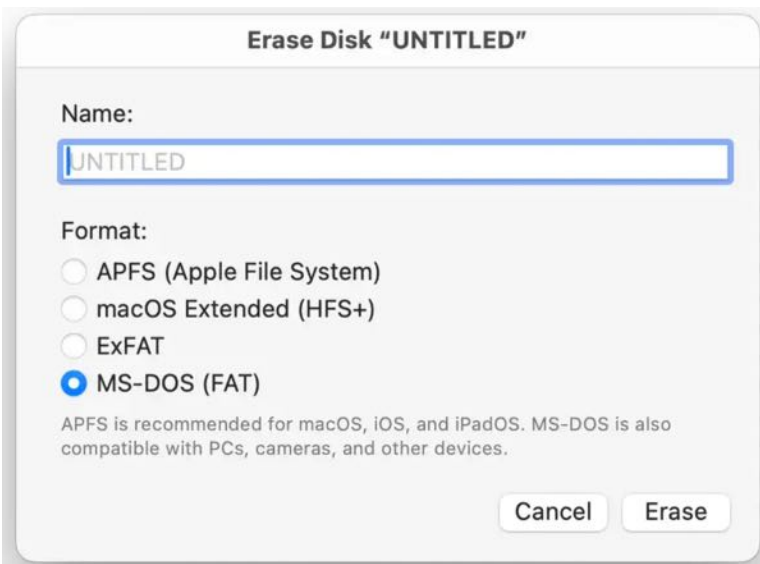 Erase Disk “UNTITLED”
Name:
UNTITLED
Format:
APFS (Apple File System)
macOS Extended (HFS+)
ExFAT
MS-DOS (FAT)
APFS is recommended for macOS, iOS, and iPadOS. MS-DOS is also
compatible with PCs, cameras, and other devices.
Cancel Erase